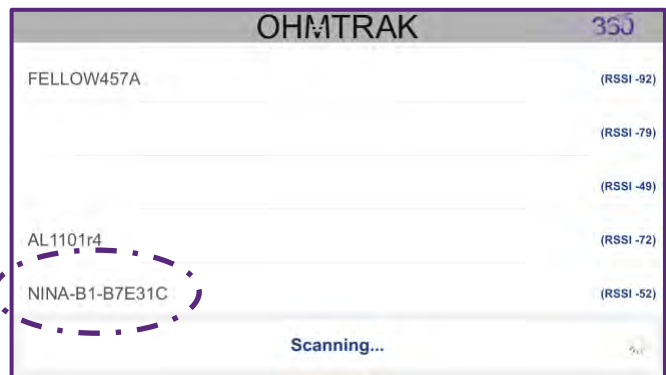 OHMTRAK 360
FELLOW457A (RSSI -92)
(RSSI -79)
(RSSI -49)
AL1101r4 (RSSI -72)
NINA-B1-B7E31C (RSSI -52)
Scanning...